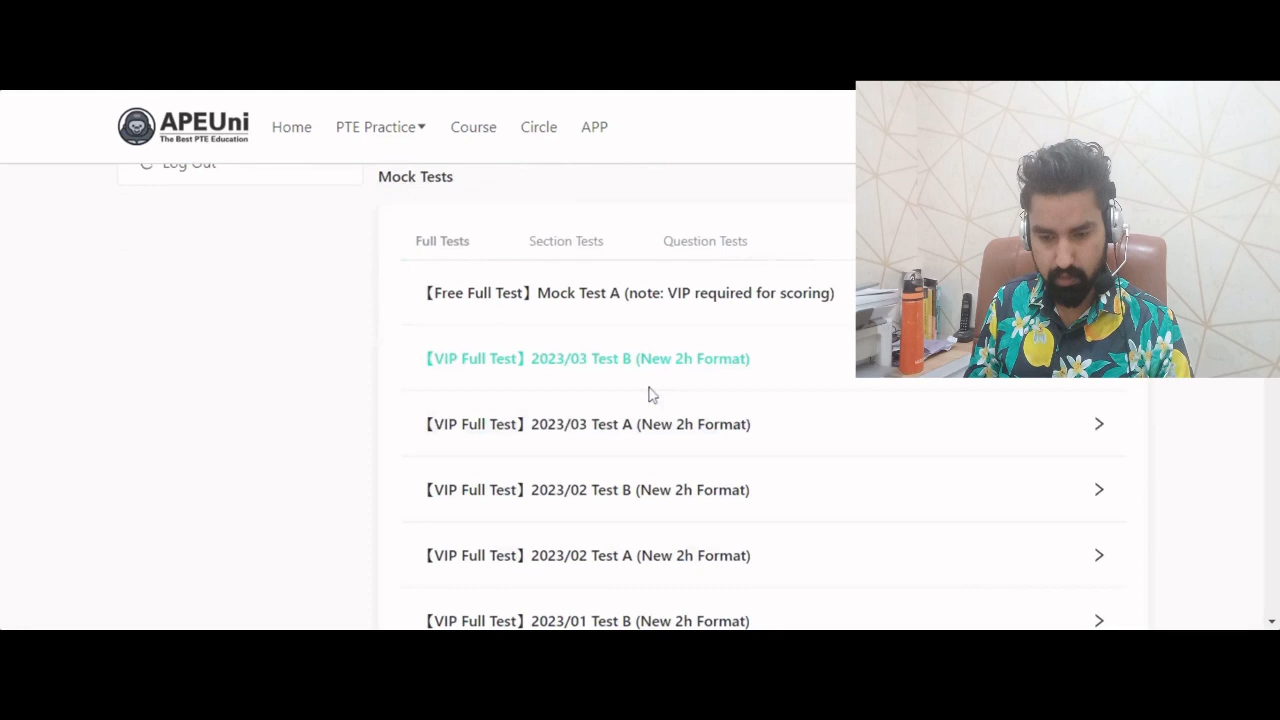 APEUni
The Best PTE Education
Home
PTE Practice
Course
Circle
APP
Log Out
Mock Tests
Full Tests
Section Tests
Question Tests
【Free Full Test】Mock Test A (note: VIP required for scoring)
【VIP Full Test】2023/03 Test B (New 2h Format)
【VIP Full Test】2023/03 Test A (New 2h Format)
【VIP Full Test】2023/02 Test B (New 2h Format)
【VIP Full Test】2023/02 Test A (New 2h Format)
【VIP Full Test】2023/01 Test B (New 2h Format)